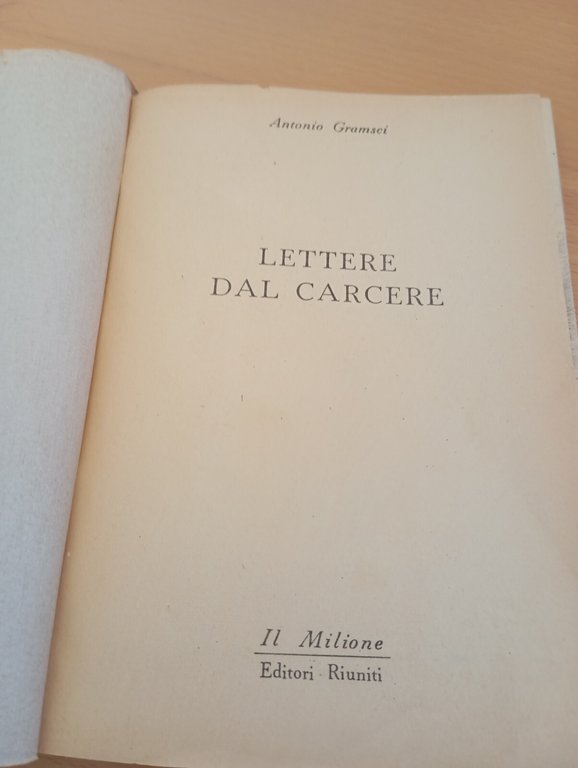 Antonio Gramsci
LETTERE
DAL CARCERE
Il Milione
Editori Riuniti